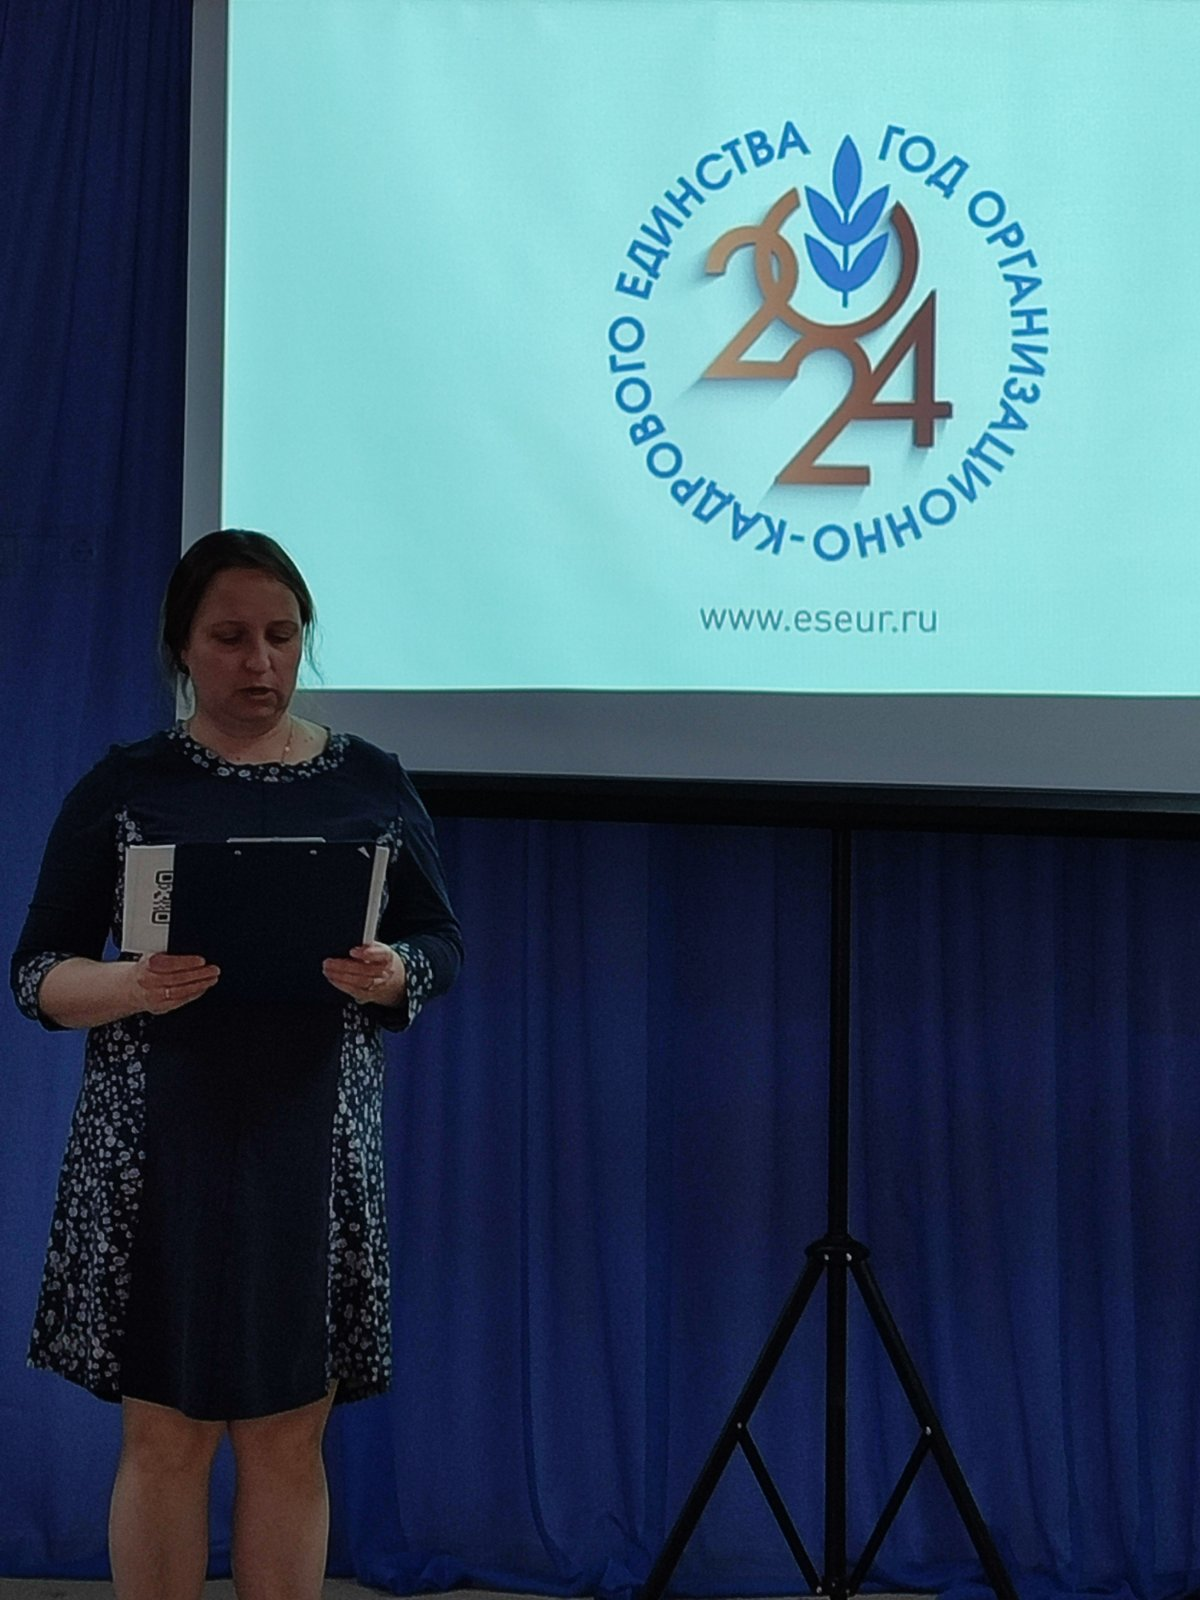 ГОД ОРГАНИЗАЦИОННО-КАДРОВОГО ЕДИНСТВА
2024
www.eseur.ru